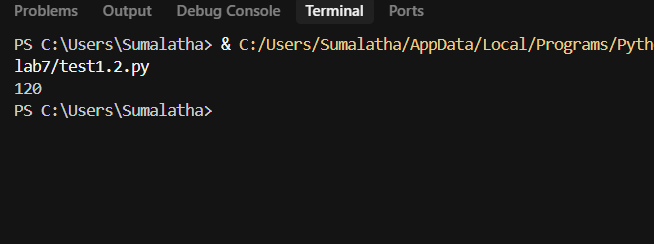 Problems Output Debug Console Terminal Ports
PS C:\Users\Sumalatha> & C:/Users/Sumalatha/AppData/Local/Programs/Pyth
lab7/test1.2.py
120
PS C:\Users\Sumalatha>